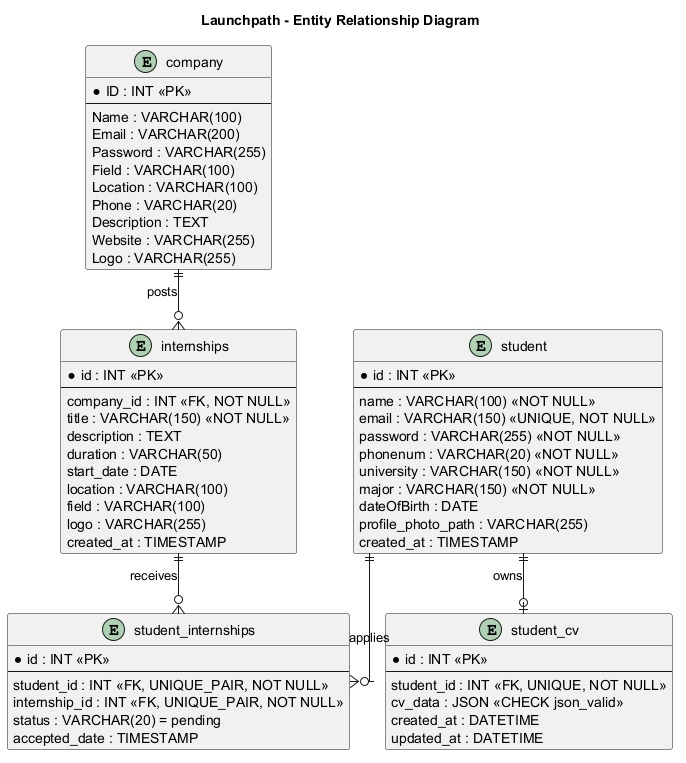 Launchpath - Entity Relationship Diagram
E company
ID : INT «PK»
Name : VARCHAR(100)
Email : VARCHAR(200)
Password : VARCHAR(255)
Field : VARCHAR(100)
Location : VARCHAR(100)
Phone : VARCHAR(20)
Description : TEXT
Website : VARCHAR(255)
Logo : VARCHAR(255)
posts
E internships
id : INT «PK»
company_id : INT «FK, NOT NULL»
title : VARCHAR(150) «NOT NULL»
description : TEXT
duration : VARCHAR(50)
start_date : DATE
location : VARCHAR(100)
field : VARCHAR(100)
logo : VARCHAR(255)
created_at : TIMESTAMP
E student
id : INT «PK»
name : VARCHAR(100) «NOT NULL»
email : VARCHAR(150) «UNIQUE, NOT NULL»
password : VARCHAR(255) «NOT NULL»
phonenum : VARCHAR(20) «NOT NULL»
university : VARCHAR(150) «NOT NULL»
major : VARCHAR(150) «NOT NULL»
dateOfBirth : DATE
profile_photo_path : VARCHAR(255)
created_at : TIMESTAMP
receives
owns
applies
E student_internships
id : INT «PK»
student_id : INT «FK, UNIQUE_PAIR, NOT NULL»
internship_id : INT «FK, UNIQUE_PAIR, NOT NULL»
status : VARCHAR(20) = pending
accepted_date : TIMESTAMP
E student_cv
id : INT «PK»
student_id : INT «FK, UNIQUE, NOT NULL»
cv_data : JSON «CHECK json_valid»
created_at : DATETIME
updated_at : DATETIME